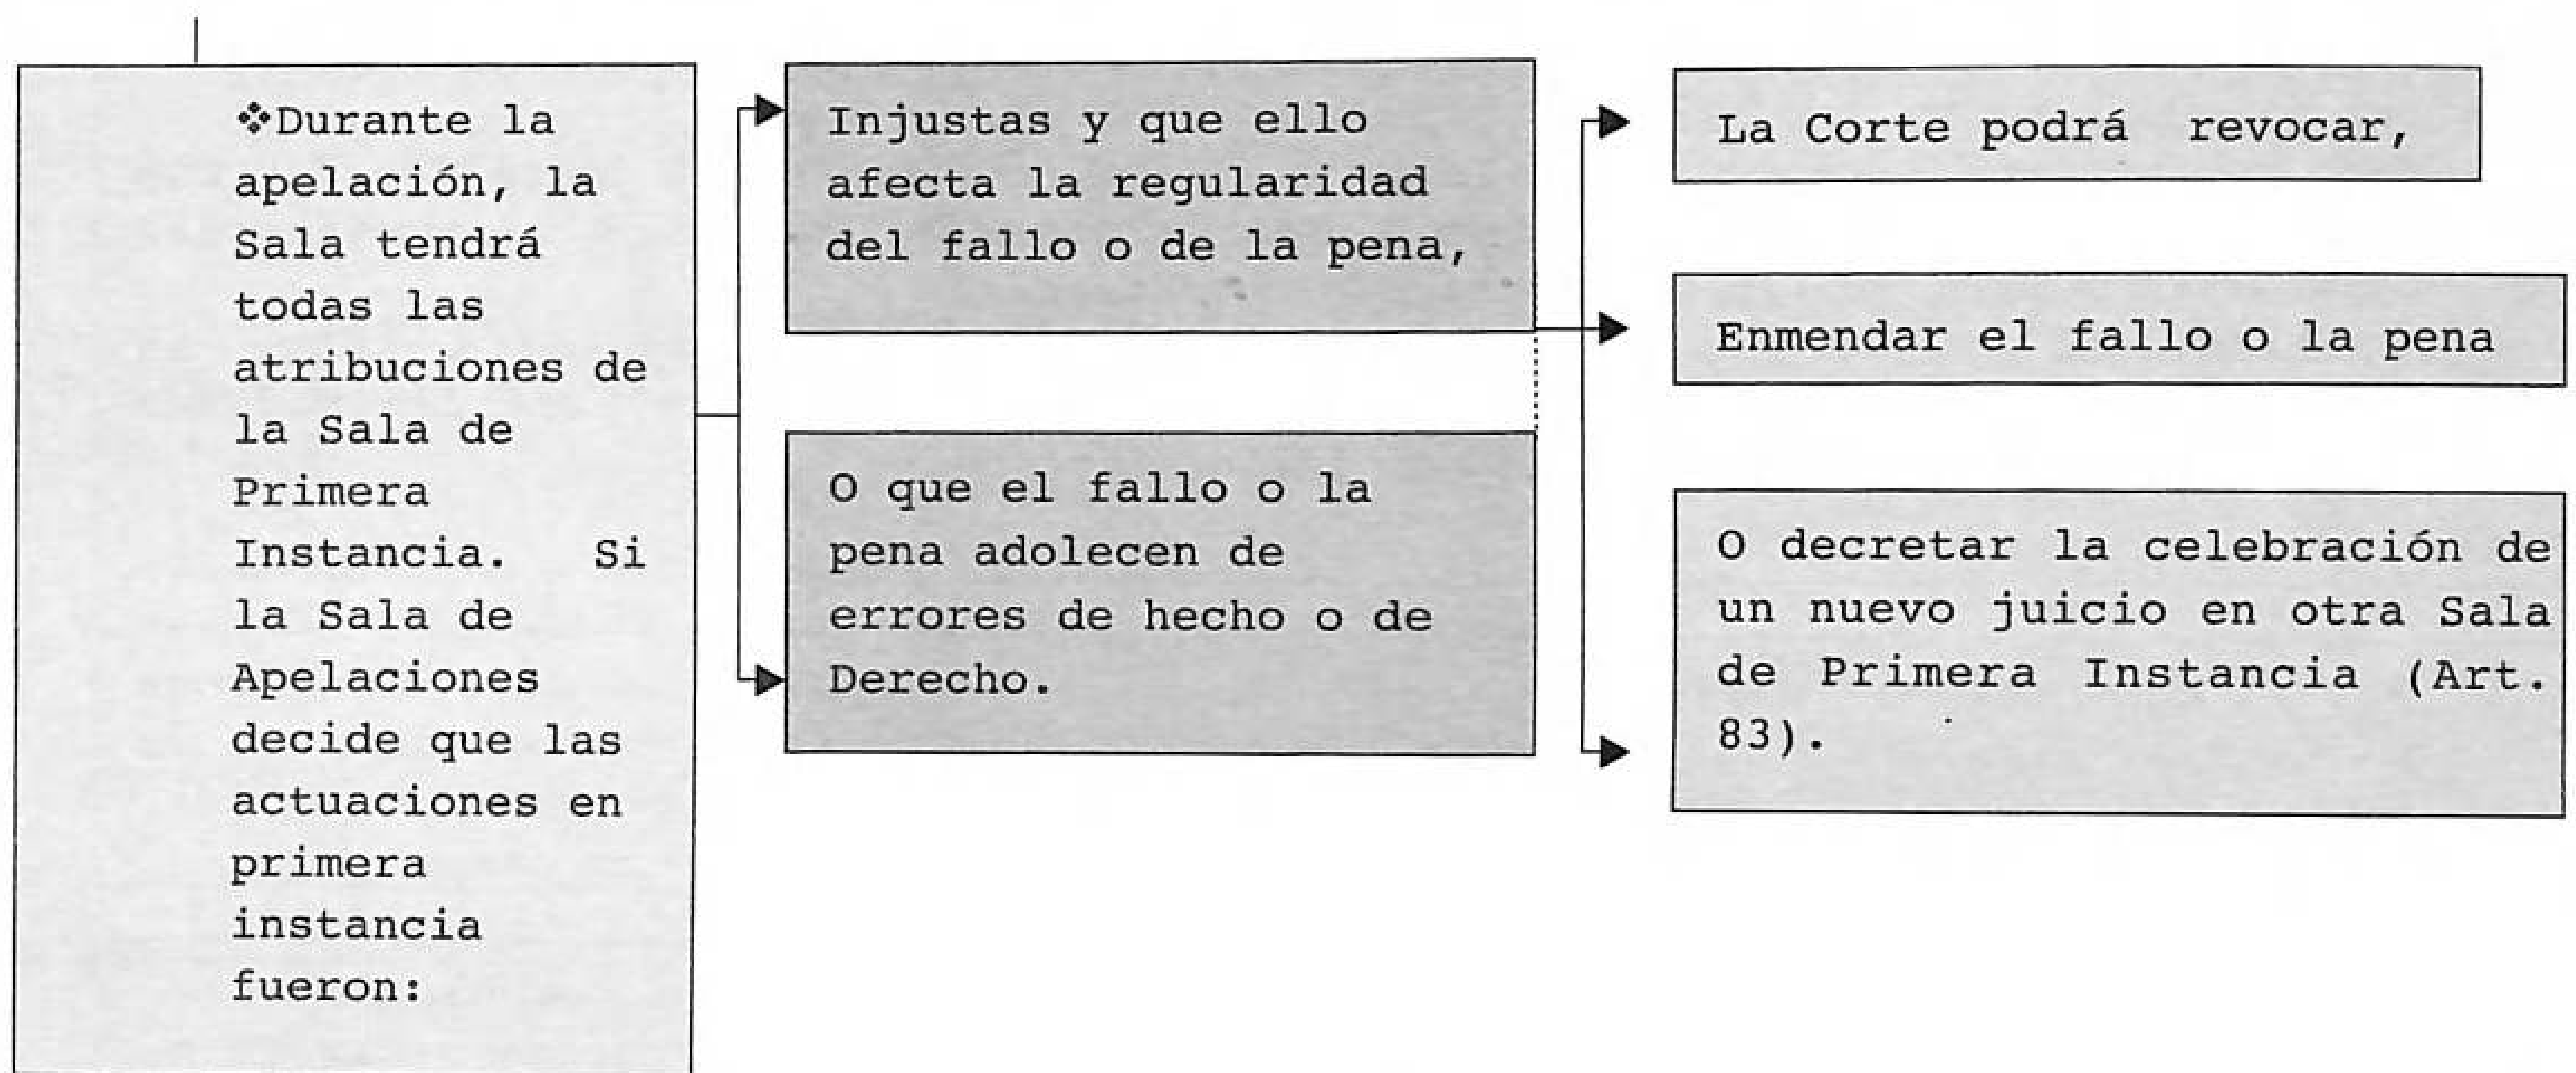 ❖Durante la
apelación, la
Sala tendrá
todas las
atribuciones de
la Sala de
Primera
Instancia. Si
la Sala de
Apelaciones
decide que las
actuaciones en
primera
instancia
fueron:
Injustas y que ello
afecta la regularidad
del fallo o de la pena,
O que el fallo o la
pena adolecen de
errores de hecho o de
Derecho.
La Corte podrá revocar,
Enmendar el fallo o la pena
O decretar la celebración de
un nuevo juicio en otra Sala
de Primera Instancia (Art.
83).